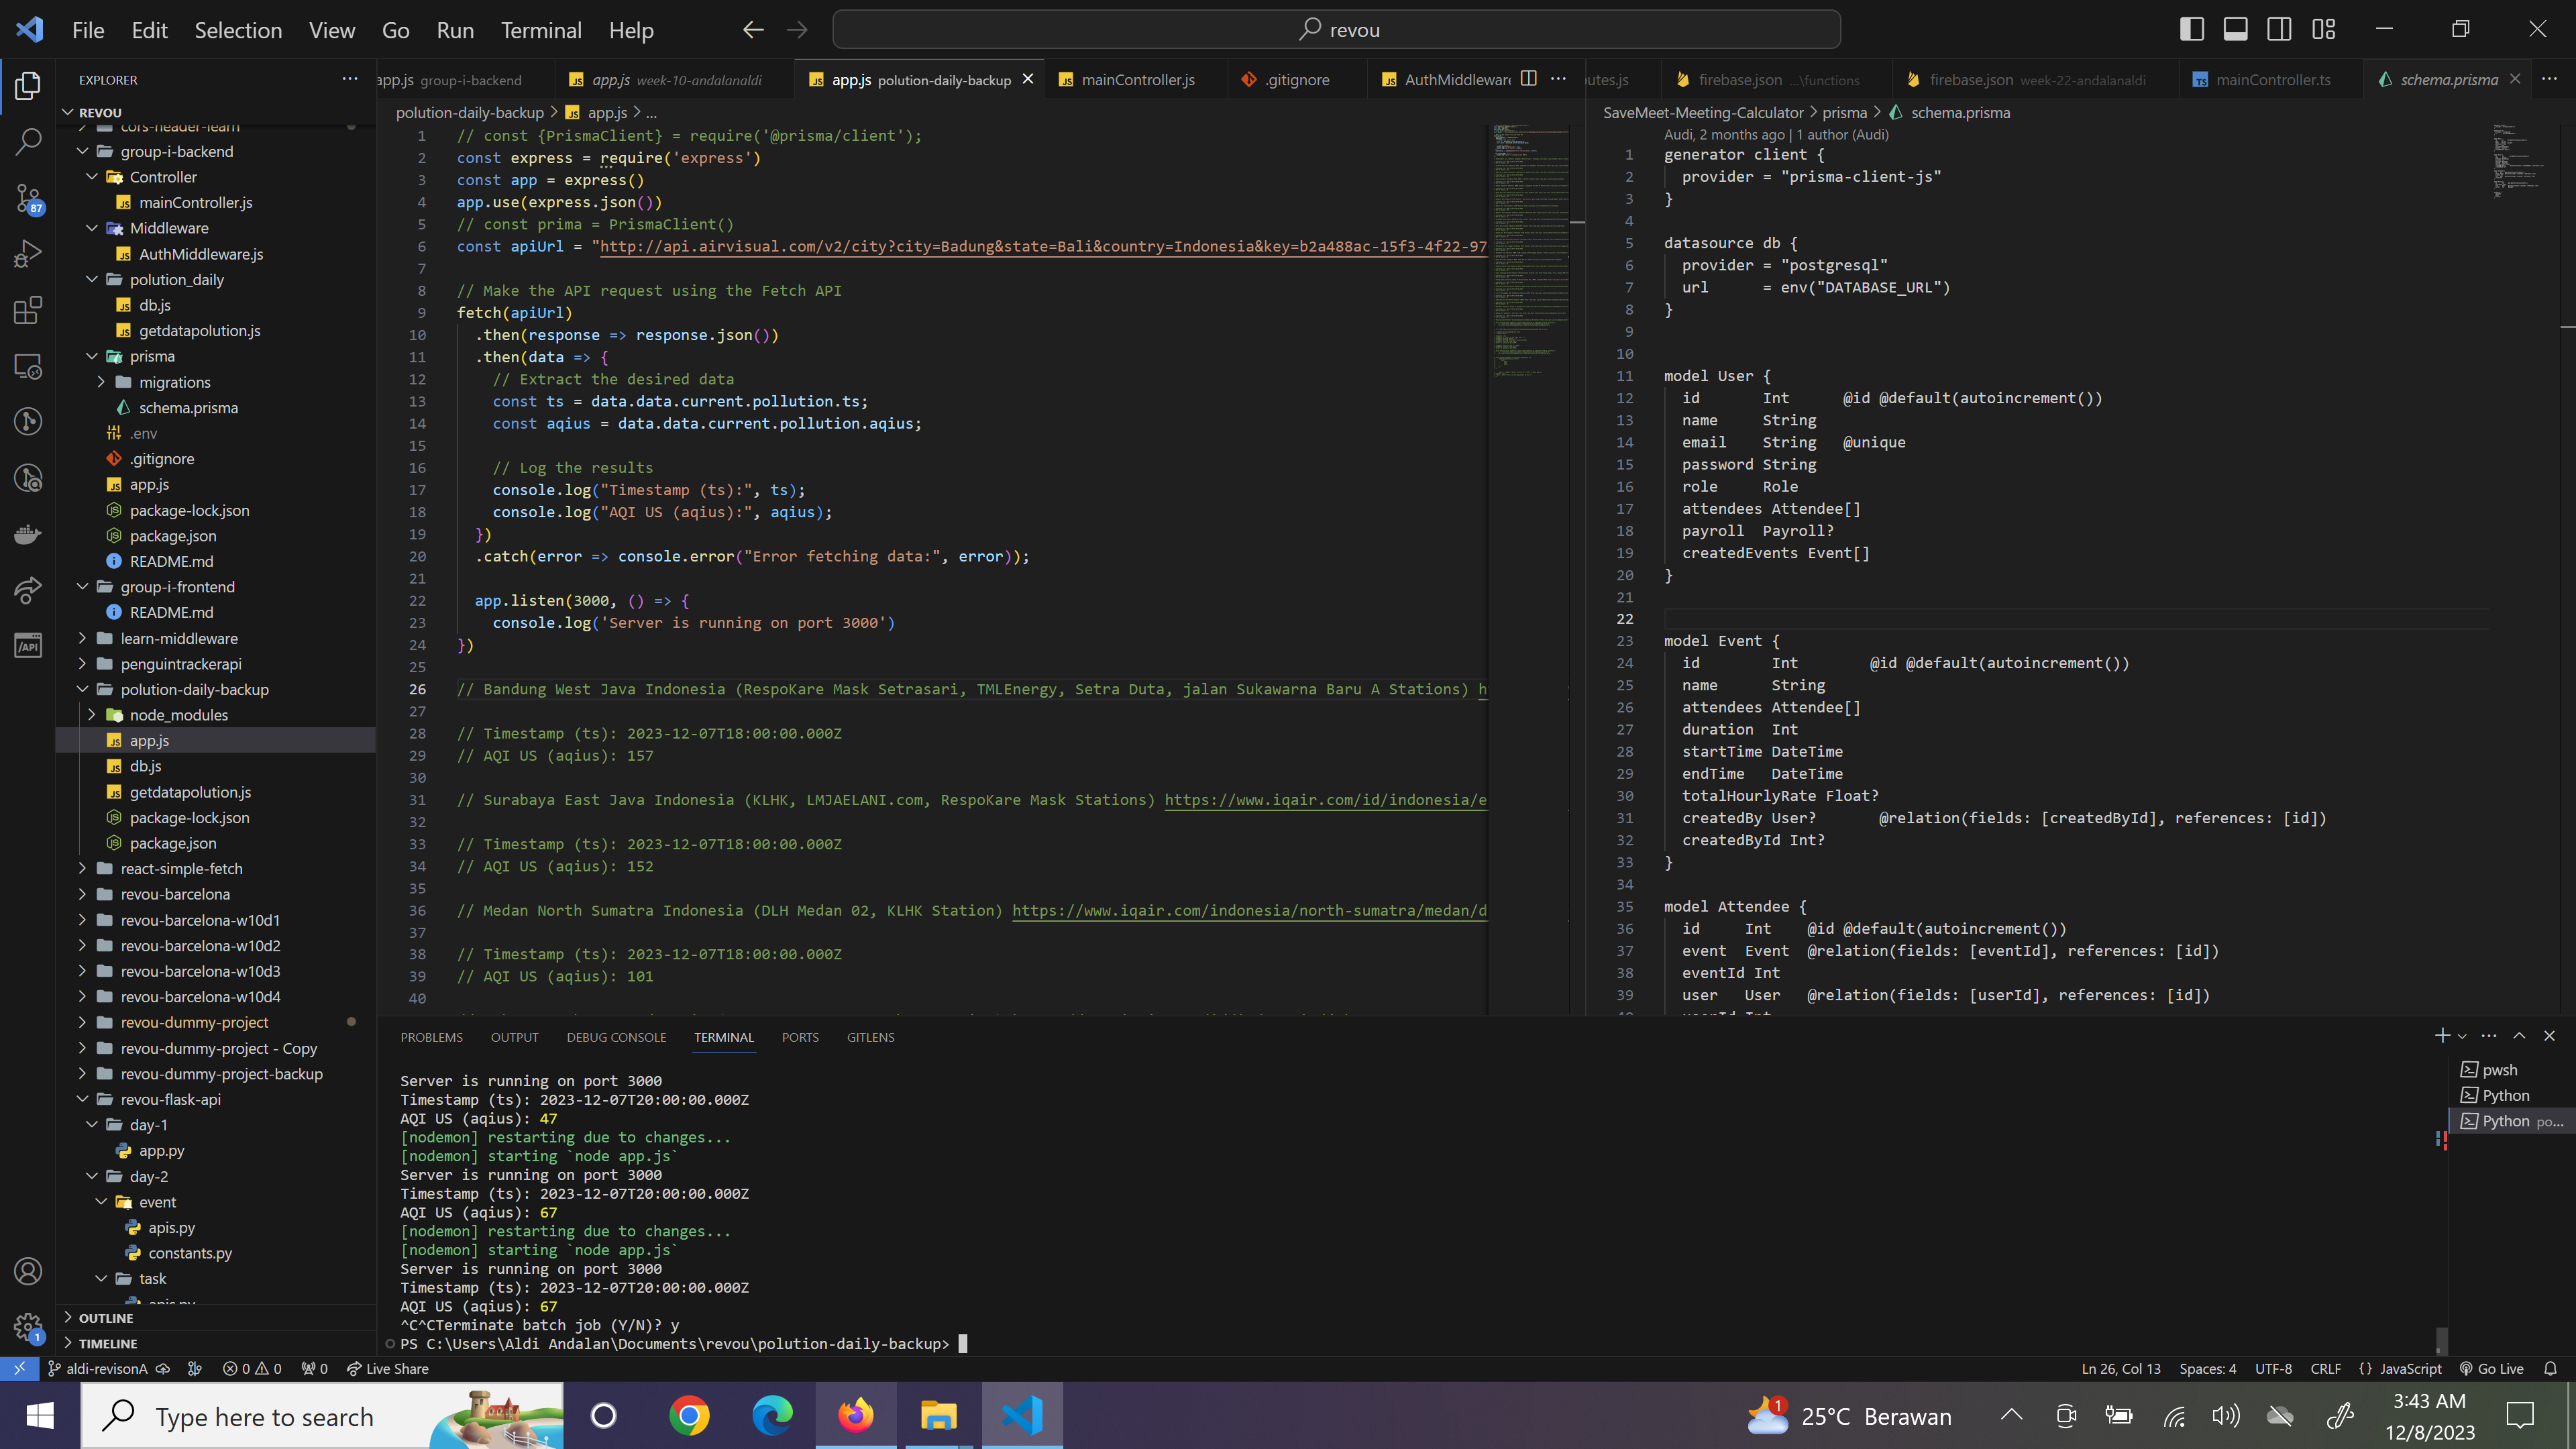 File Edit Selection View Go Run Terminal Help
revou
EXPLORER
REVOU
cors-header-learn
group-i-backend
Controller
mainController.js
Middleware
AuthMiddleware.js
polution_daily
db.js
getdatapolution.js
prisma
migrations
schema.prisma
.env
.gitignore
app.js
package-lock.json
package.json
README.md
group-i-frontend
README.md
learn-middleware
penguintrackerapi
polution-daily-backup
node_modules
app.js
db.js
getdatapolution.js
package-lock.json
package.json
react-simple-fetch
revou-barcelona
revou-barcelona-w10d1
revou-barcelona-w10d2
revou-barcelona-w10d3
revou-barcelona-w10d4
revou-dummy-project
revou-dummy-project - Copy
revou-dummy-project-backup
revou-flask-api
day-1
app.py
day-2
event
apis.py
constants.py
task
apis.py
OUTLINE
TIMELINE
87
1
app.js group-i-backend
app.js week-10-andalanaldi
app.js polution-daily-backup
mainController.js
.gitignore
AuthMiddleware
polution-daily-backup > app.js > ...
1 // const {PrismaClient} = require('@prisma/client');
2 const express = require('express')
3 const app = express()
4 app.use(express.json())
5 // const prima = PrismaClient()
6 const apiUrl = "http://api.airvisual.com/v2/city?city=Badung&state=Bali&country=Indonesia&key=b2a488ac-15f3-4f22-97
7
8 // Make the API request using the Fetch API
9 fetch(apiUrl)
10 .then(response => response.json())
11 .then(data => {
12 // Extract the desired data
13 const ts = data.data.current.pollution.ts;
14 const aqius = data.data.current.pollution.aqius;
15
16 // Log the results
17 console.log("Timestamp (ts):", ts);
18 console.log("AQI US (aqius):", aqius);
19 })
20 .catch(error => console.error("Error fetching data:", error));
21
22 app.listen(3000, () => {
23 console.log('Server is running on port 3000')
24 })
25
26 // Bandung West Java Indonesia (RespoKare Mask Setrasari, TMLEnergy, Setra Duta, jalan Sukawarna Baru A Stations) h
27
28 // Timestamp (ts): 2023-12-07T18:00:00.000Z
29 // AQI US (aqius): 157
30
31 // Surabaya East Java Indonesia (KLHK, LMJAELANI.com, RespoKare Mask Stations) https://www.iqair.com/id/indonesia/e
32
33 // Timestamp (ts): 2023-12-07T18:00:00.000Z
34 // AQI US (aqius): 152
35
36 // Medan North Sumatra Indonesia (DLH Medan 02, KLHK Station) https://www.iqair.com/indonesia/north-sumatra/medan/d
37
38 // Timestamp (ts): 2023-12-07T18:00:00.000Z
39 // AQI US (aqius): 101
40
utes.js
firebase.json ...\functions
firebase.json week-22-andalanaldi
mainController.ts
schema.prisma
SaveMeet-Meeting-Calculator > prisma > schema.prisma
Audi, 2 months ago | 1 author (Audi)
1 generator client {
2 provider = "prisma-client-js"
3 }
4
5 datasource db {
6 provider = "postgresql"
7 url = env("DATABASE_URL")
8 }
9
10
11 model User {
12 id Int @id @default(autoincrement())
13 name String
14 email String @unique
15 password String
16 role Role
17 attendees Attendee[]
18 payroll Payroll?
19 createdEvents Event[]
20 }
21
22
23 model Event {
24 id Int @id @default(autoincrement())
25 name String
26 attendees Attendee[]
27 duration Int
28 startTime DateTime
29 endTime DateTime
30 totalHourlyRate Float?
31 createdBy User? @relation(fields: [createdById], references: [id])
32 createdById Int?
33 }
34
35 model Attendee {
36 id Int @id @default(autoincrement())
37 event Event @relation(fields: [eventId], references: [id])
38 eventId Int
39 user User @relation(fields: [userId], references: [id])
PROBLEMS OUTPUT DEBUG CONSOLE TERMINAL PORTS GITLENS
Server is running on port 3000
Timestamp (ts): 2023-12-07T20:00:00.000Z
AQI US (aqius): 47
[nodemon] restarting due to changes...
[nodemon] starting `node app.js`
Server is running on port 3000
Timestamp (ts): 2023-12-07T20:00:00.000Z
AQI US (aqius): 67
[nodemon] restarting due to changes...
[nodemon] starting `node app.js`
Server is running on port 3000
Timestamp (ts): 2023-12-07T20:00:00.000Z
AQI US (aqius): 67
^C^CTerminate batch job (Y/N)? y
PS C:\Users\Aldi Andalan\Documents\revou\polution-daily-backup>
pwsh
Python
Python po...
aldi-revisonA 0 0 0 Live Share
Ln 26, Col 13 Spaces: 4 UTF-8 CRLF {} JavaScript Go Live
Type here to search
1
25°C Berawan
3:43 AM
12/8/2023